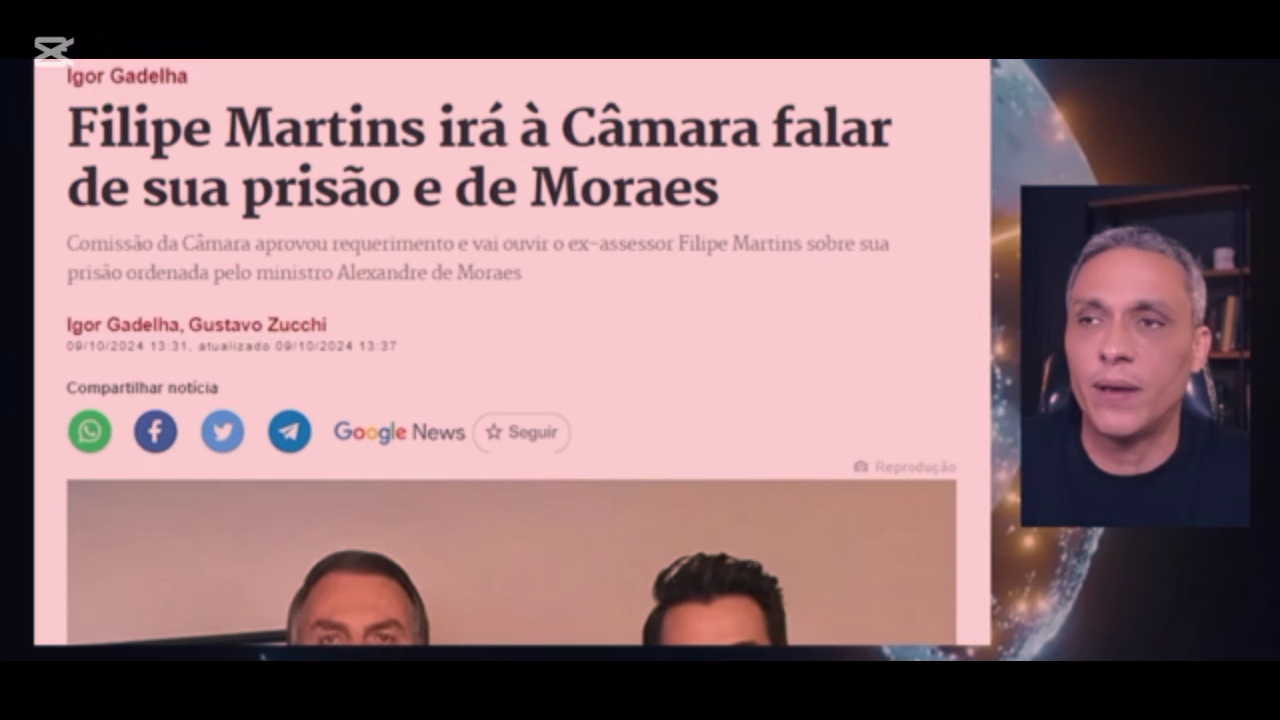 Igor Gadelha
Filipe Martins irá à Câmara falar
de sua prisão e de Moraes
Comissão da Câmara aprovou requerimento e vai ouvir o ex-assessor Filipe Martins sobre sua
prisão ordenada pelo ministro Alexandre de Moraes
Igor Gadelha, Gustavo Zucchi
09/10/2024 13:31, atualizado 09/10/2024 13:37
Compartilhar notícia
Google News Seguir
Reprodução